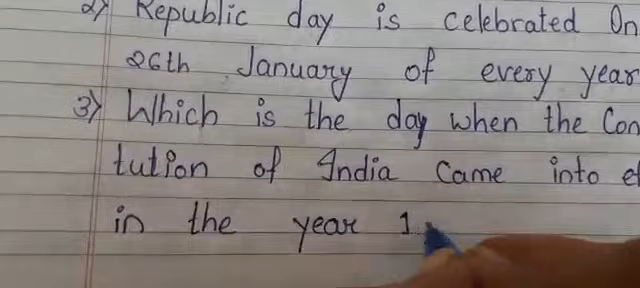 2) Republic day is celebrated On
26th January of every year
3) Which is the day when the Con
tution of India came into ef
in the year 1